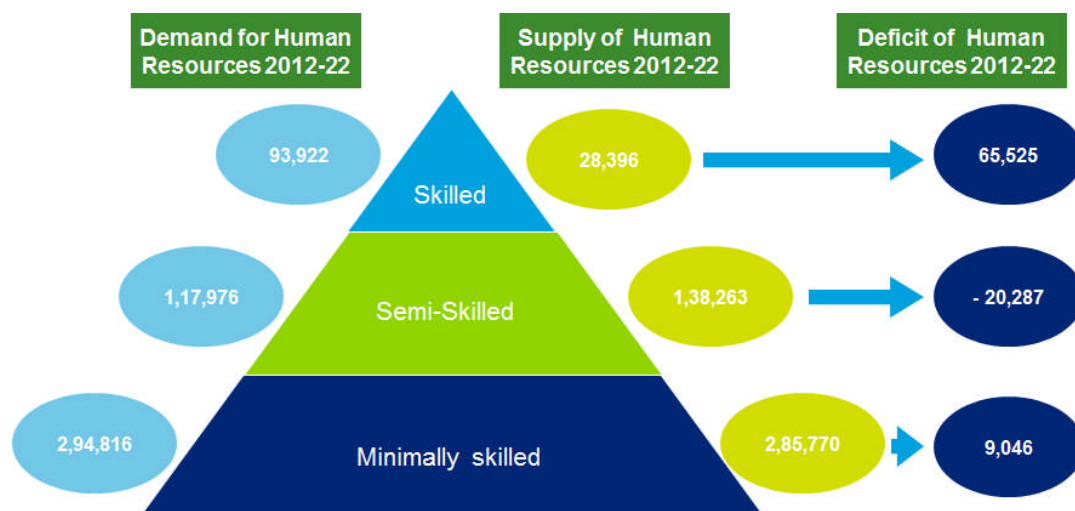 Demand for Human
Resources 2012-22
Supply of Human
Resources 2012-22
Deficit of Human
Resources 2012-22
93,922
28,396
65,525
Skilled
1,17,976
1,38,263
- 20,287
Semi-Skilled
2,94,816
2,85,770
9,046
Minimally skilled